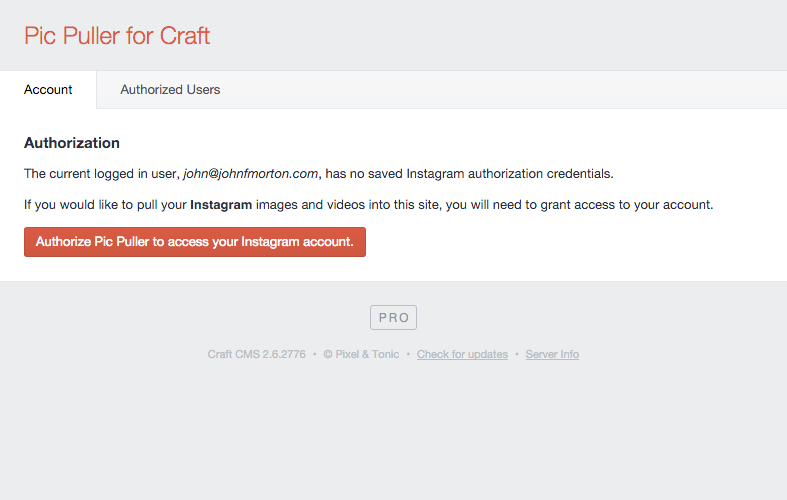 Pic Puller for Craft
Account Authorized Users
Authorization
The current logged in user, john@johnfmorton.com, has no saved Instagram authorization credentials.
If you would like to pull your Instagram images and videos into this site, you will need to grant access to your account.
Authorize Pic Puller to access your Instagram account.
PRO
Craft CMS 2.6.2776 • © Pixel & Tonic • Check for updates • Server Info